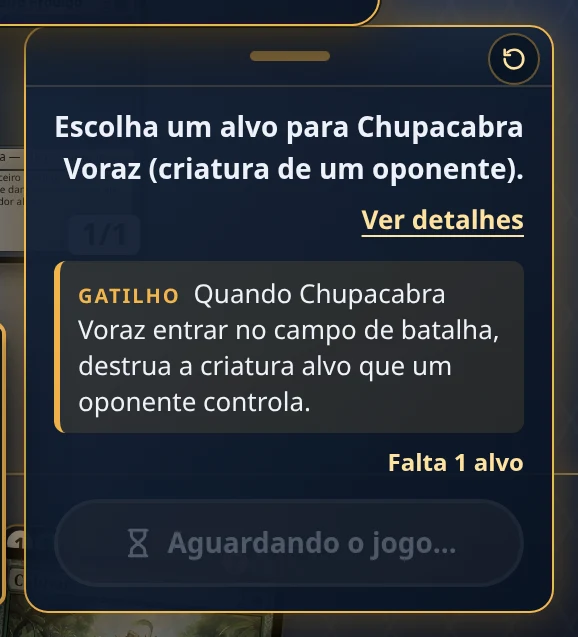 Escolha um alvo para Chupacabra
Voraz (criatura de um oponente).
Ver detalhes
1/1
GATILHO Quando Chupacabra
Voraz entrar no campo de batalha,
destrua a criatura alvo que um
oponente controla.
Falta 1 alvo
Aguardando o jogo...